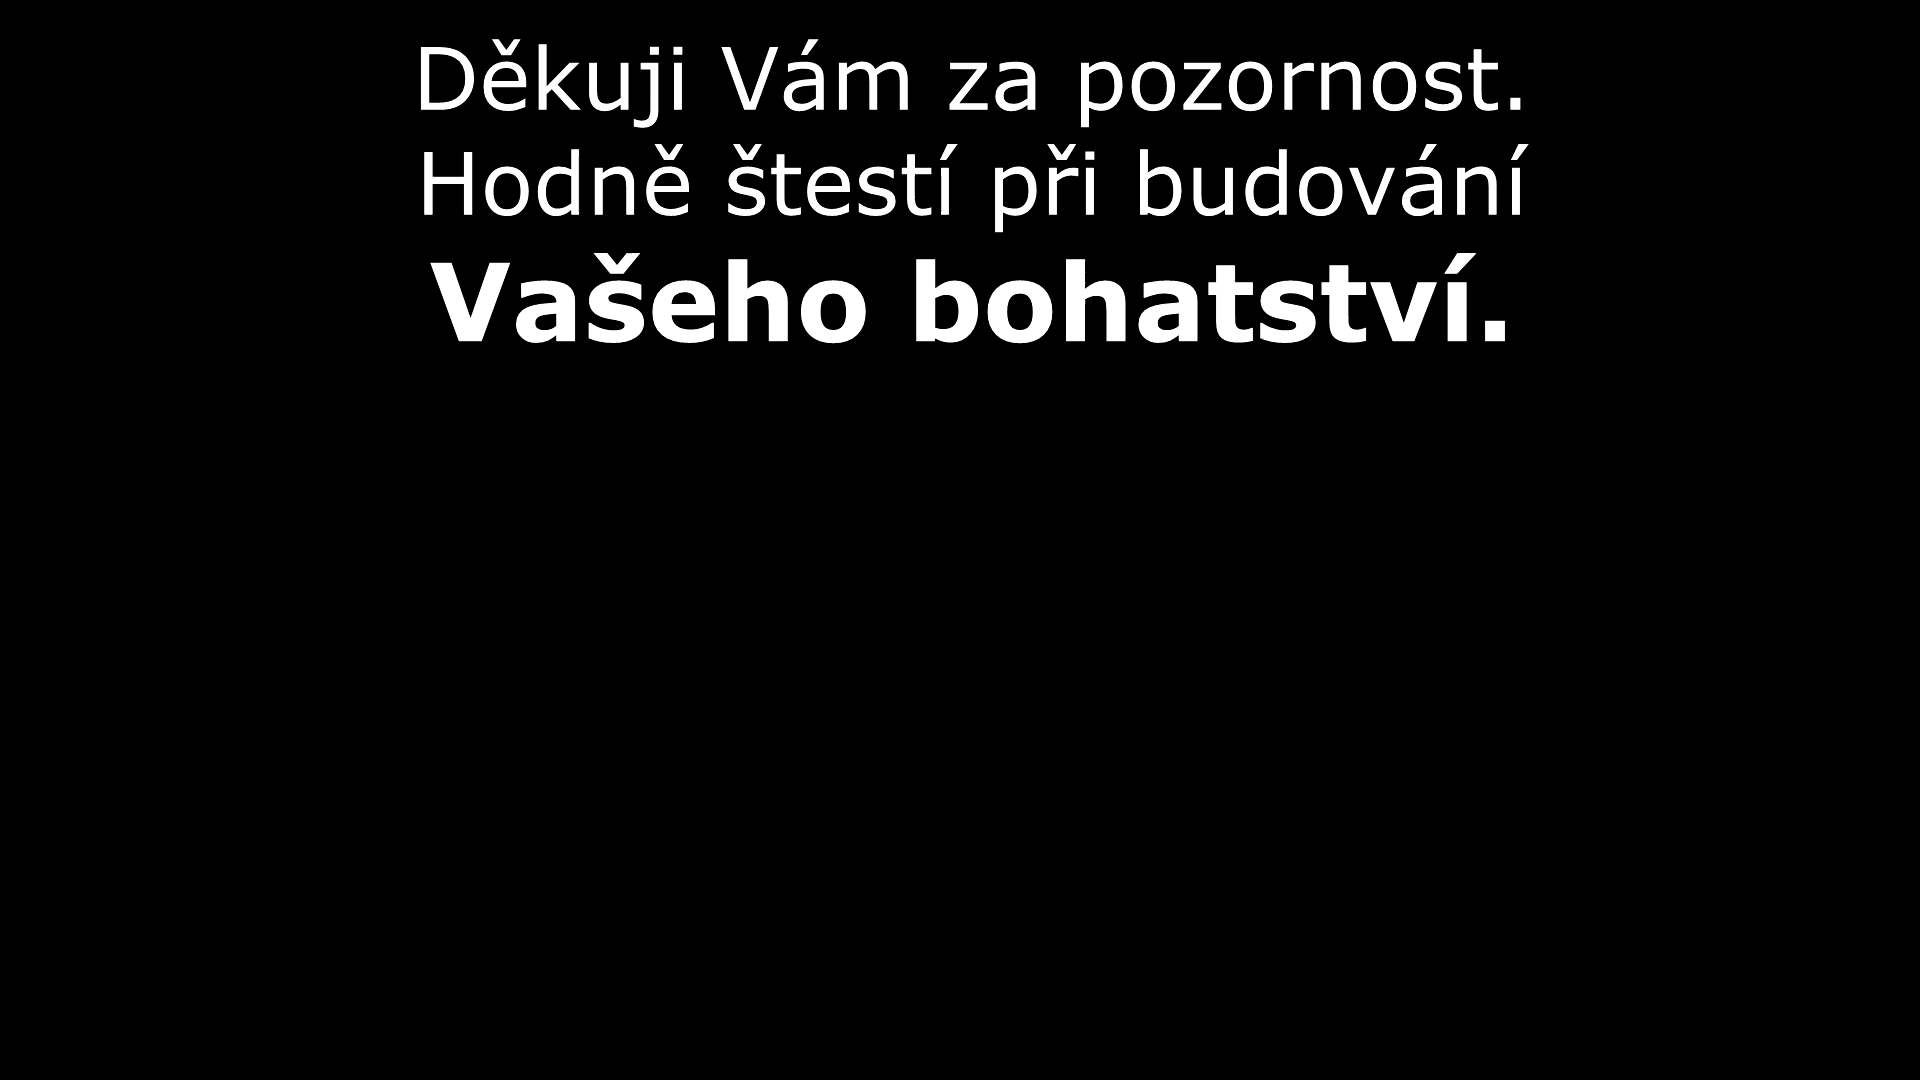 Děkuji Vám za pozornost.
Hodně štestí při budování
Vašeho bohatství.